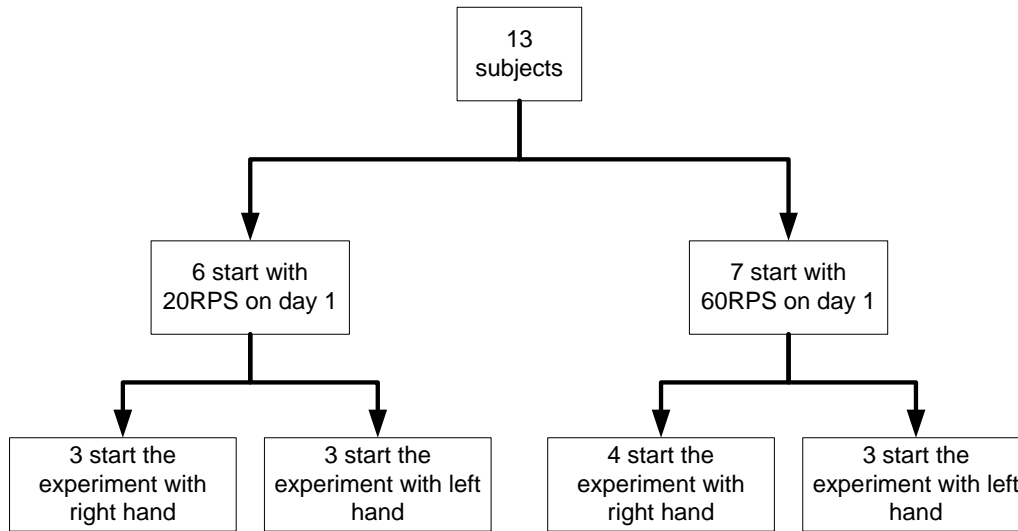 13
subjects
6 start with
20RPS on day 1
7 start with
60RPS on day 1
3 start the
experiment with
right hand
3 start the
experiment with left
hand
4 start the
experiment with
right hand
3 start the
experiment with left
hand